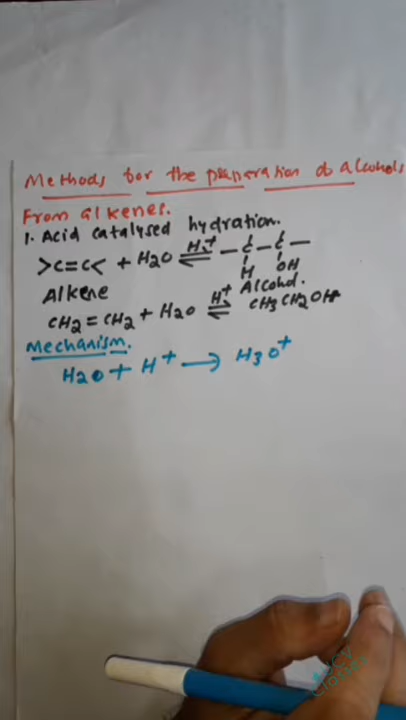 Methods for the preparation of alcohols
From alkenes.
1. Acid catalysed hydration.
>C=C< + H2O ⇌ H+ -C-C-
H OH
Alkene Alcohol.
CH2=CH2 + H2O ⇌ H+ CH3CH2OH
Mechanism.
H2O + H+ → H3O+